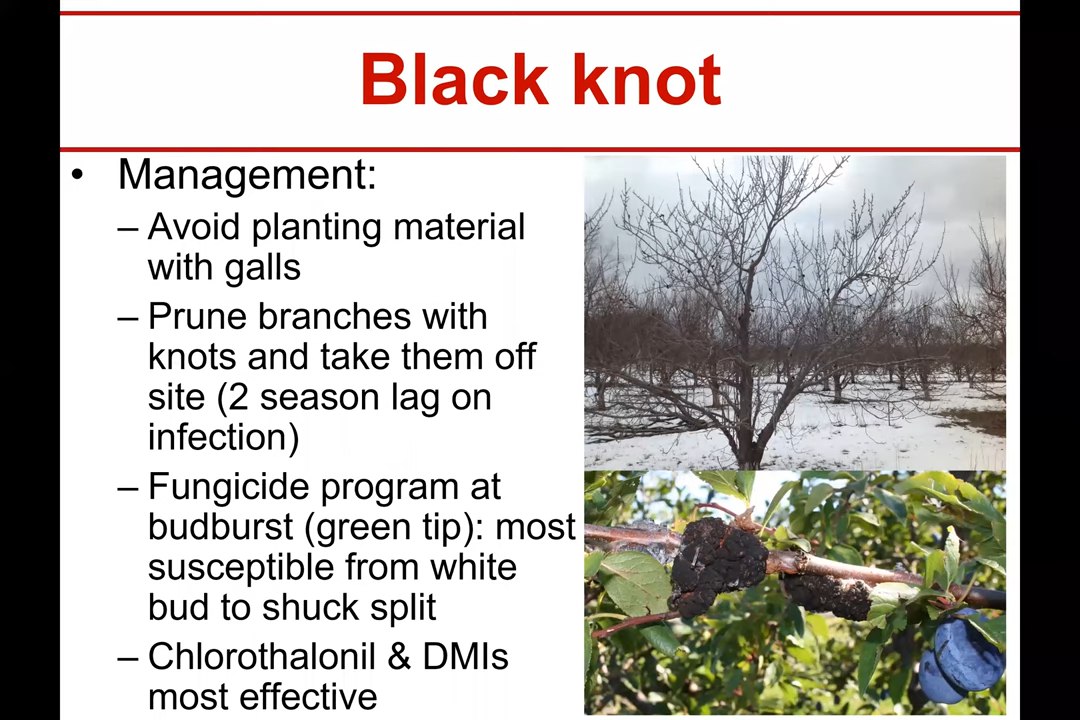 Black knot
• Management:
– Avoid planting material
with galls
– Prune branches with
knots and take them off
site (2 season lag on
infection)
– Fungicide program at
budburst (green tip): most
susceptible from white
bud to shuck split
– Chlorothalonil & DMIs
most effective